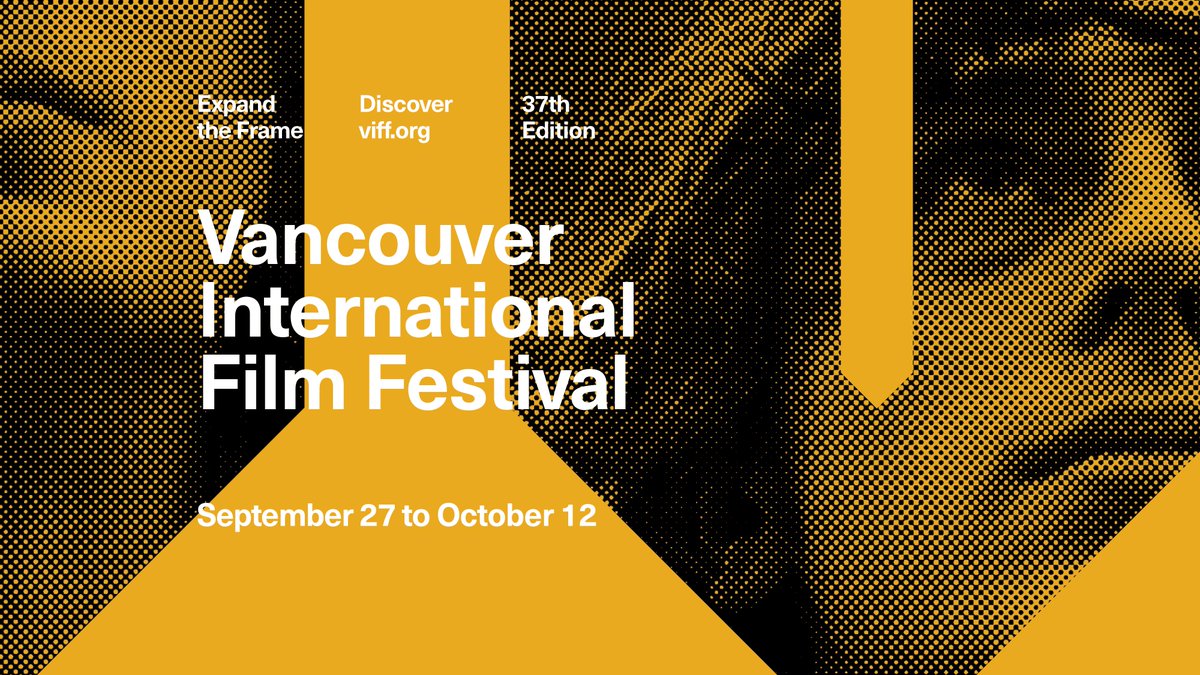 Expand
the Frame
Discover
viff.org
37th
Edition
Vancouver
International
Film Festival
September 27 to October 12